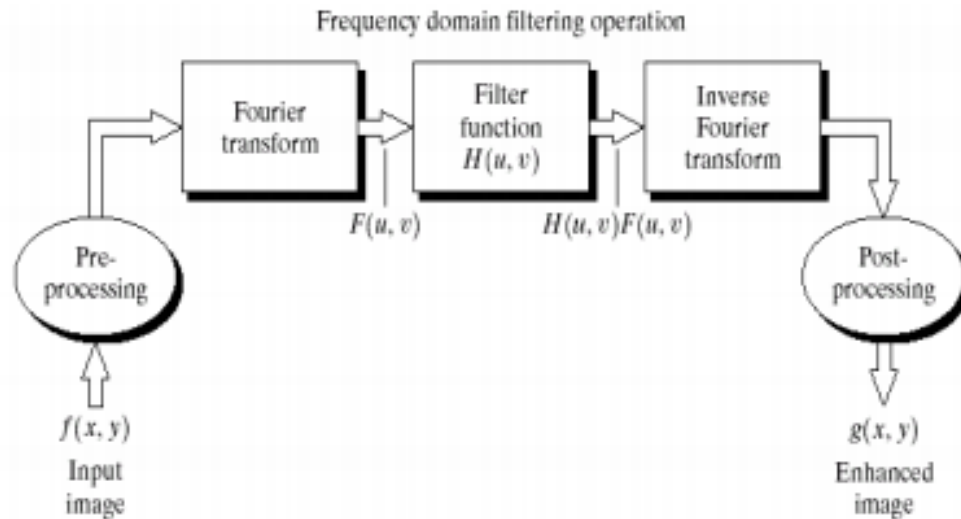 Frequency domain filtering operation
Fourier
transform
Filter
function
H(u, v)
Inverse
Fourier
transform
F(u, v)
H(u, v)F(u, v)
Pre-
processing
Post-
processing
f(x, y)
Input
image
g(x, y)
Enhanced
image